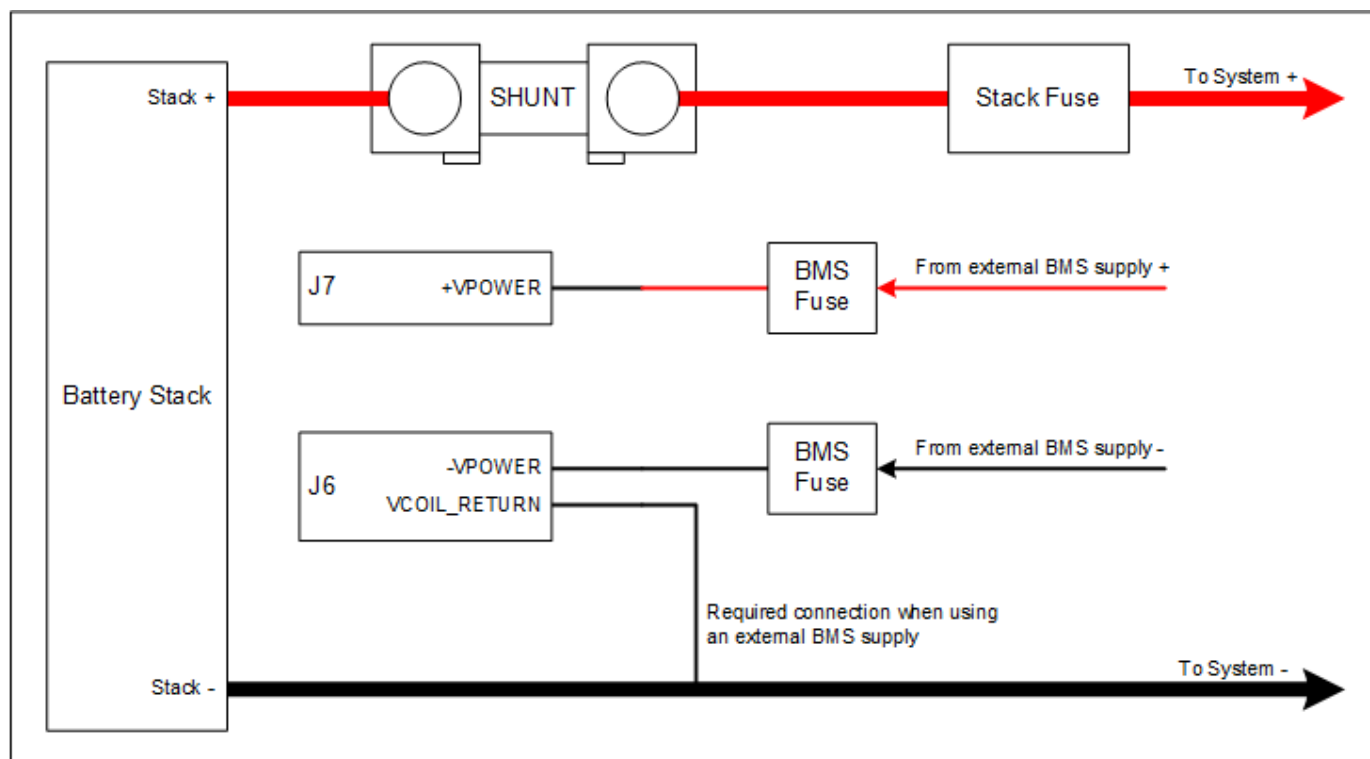 Stack +
SHUNT
Stack Fuse
To System +
J7
+VPOWER
BMS
Fuse
From external BMS supply +
Battery Stack
J6
-VPOWER
VCOIL_RETURN
BMS
Fuse
From external BMS supply -
Required connection when using
an external BMS supply
Stack -
To System -